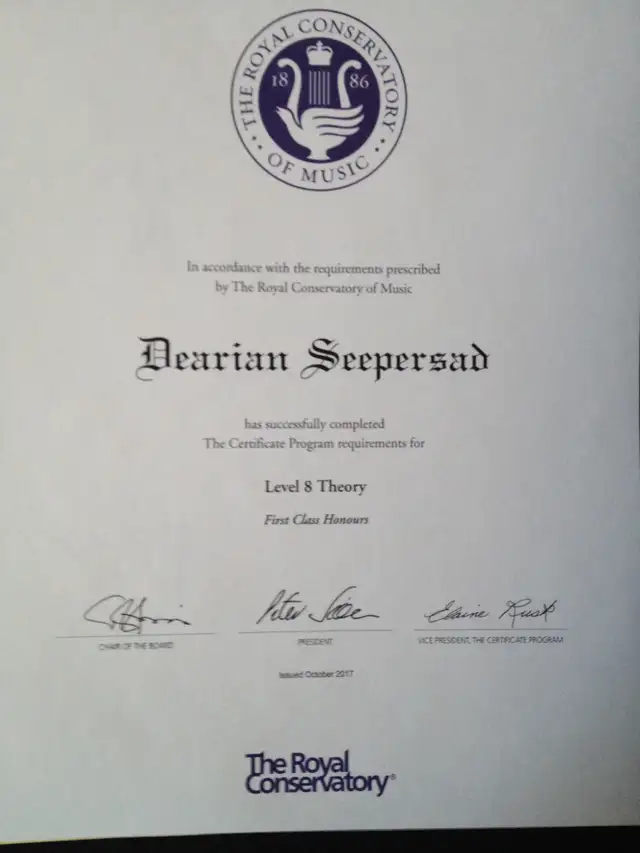 THE ROYAL CONSERVATORY
OF MUSIC
18 86
In accordance with the requirements prescribed
by The Royal Conservatory of Music
Dearian Seepersad
has successfully completed
The Certificate Program requirements for
Level 8 Theory
First Class Honours
Elaine Rusk
CHAIR OF THE BOARD
PRESIDENT
VICE PRESIDENT, THE CERTIFICATE PROGRAM
Issued October 2017
The Royal
Conservatory®